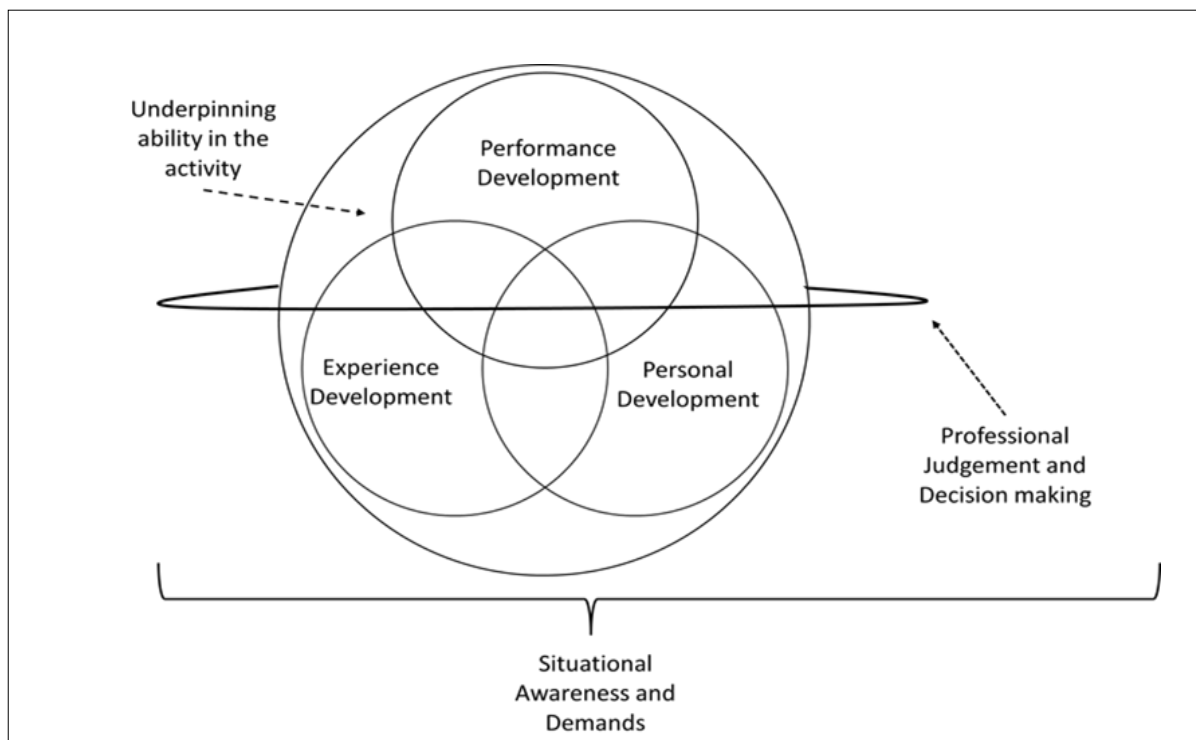 Underpinning
ability in the
activity
Performance
Development
Experience
Development
Personal
Development
Professional
Judgement and
Decision making
Situational
Awareness and
Demands